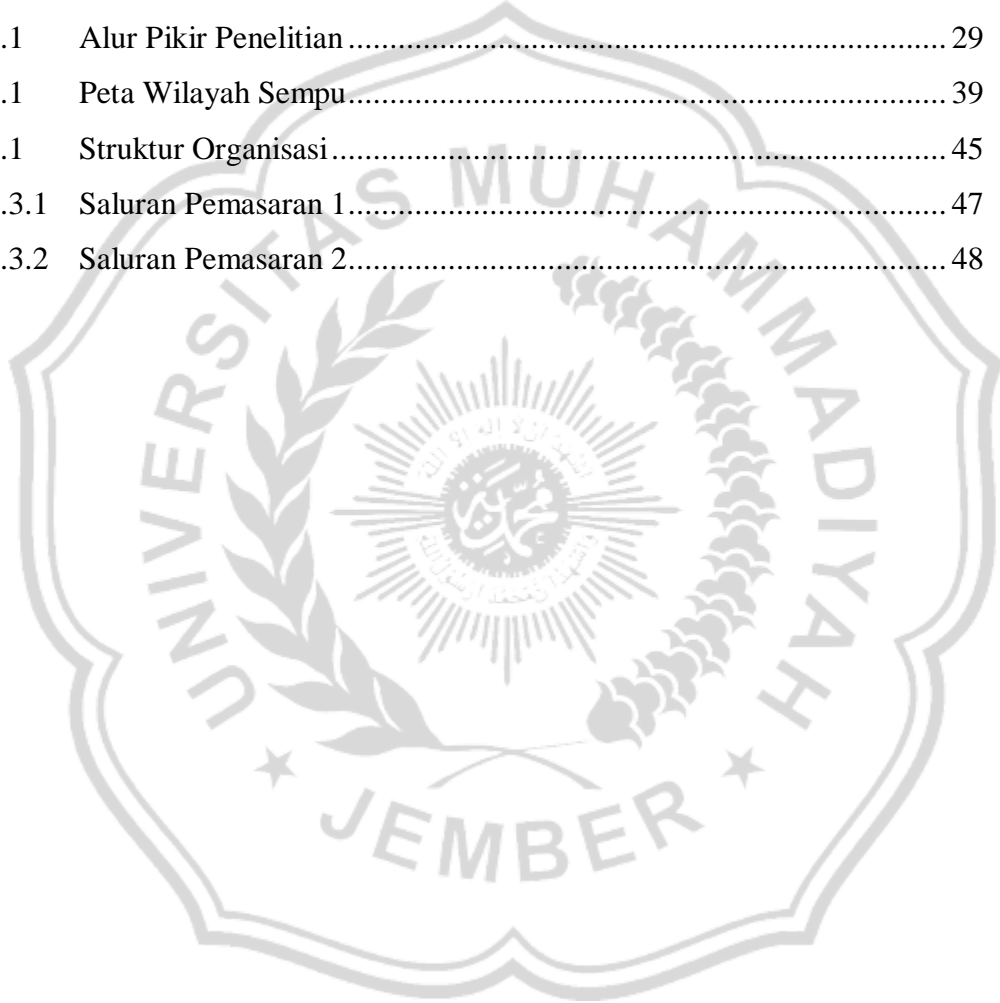 .1 Alur Pikir Penelitian ........................................................................... 29
.1 Peta Wilayah Sempu ........................................................................... 39
.1 Struktur Organisasi ............................................................................. 45
.3.1 Saluran Pemasaran 1 ........................................................................... 47
.3.2 Saluran Pemasaran 2 ........................................................................... 48
UNIVERSITAS MUHAMMADIYAH
JEMBER